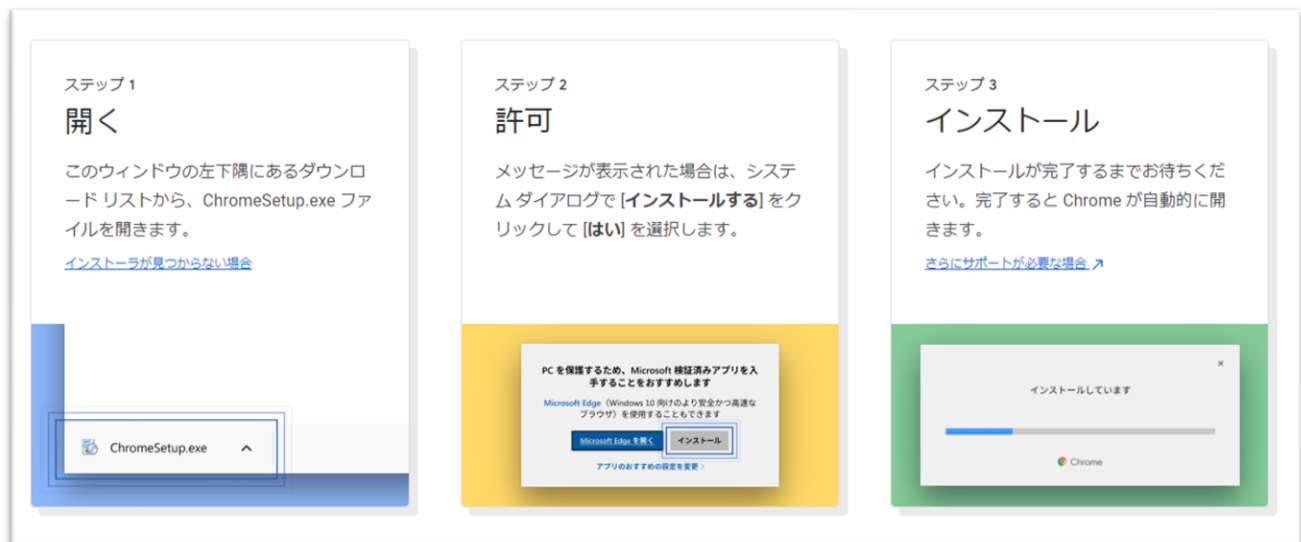 ステップ 1
開く
このウィンドウの左下隅にあるダウンロ
ード リストから、ChromeSetup.exe ファ
イルを開きます。
インストーラが見つからない場合
ChromeSetup.exe
ステップ 2
許可
メッセージが表示された場合は、システ
ム ダイアログで [インストールする] をク
リックして [はい] を選択します。
PC を保護するため、Microsoft 検証済みアプリを入
手することをおすすめします
Microsoft Edge（Windows 10 向けのより安全かつ高速な
ブラウザ）を使用することもできます
Microsoft Edge を開く
インストール
アプリのおすすめの設定を変更
ステップ 3
インストール
インストールが完了するまでお待ちくだ
さい。完了すると Chrome が自動的に開
きます。
さらにサポートが必要な場合
インストールしています
Chrome